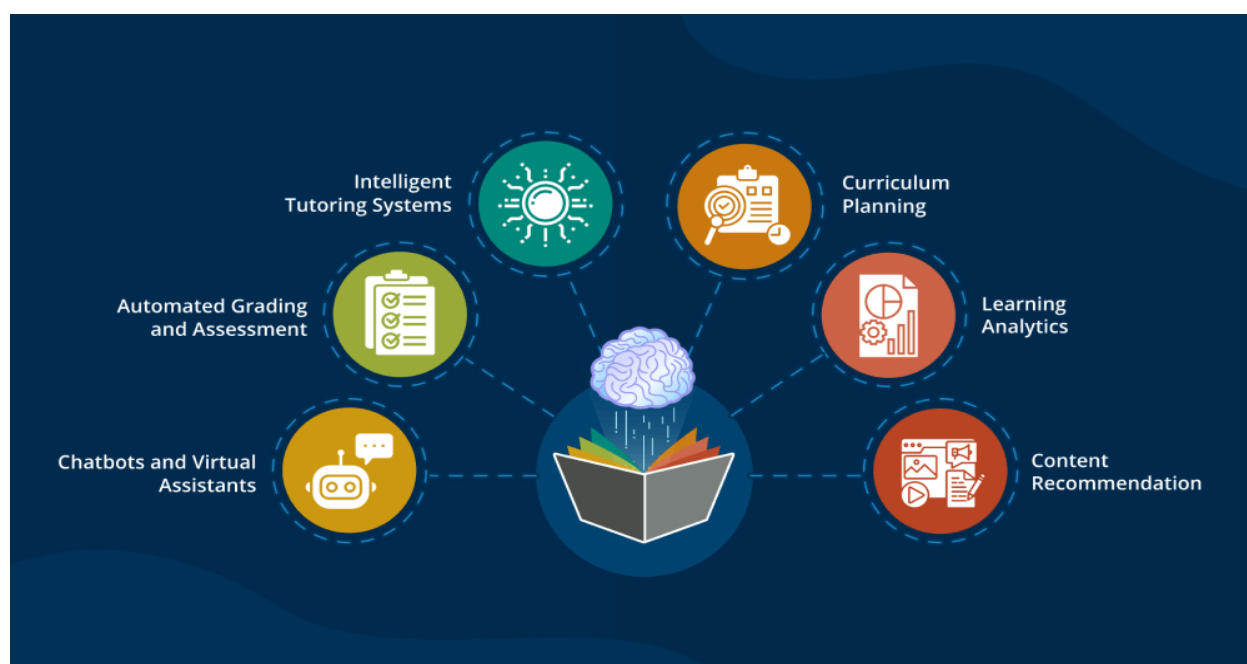 Intelligent
Tutoring Systems
Curriculum
Planning
Automated Grading
and Assessment
Learning
Analytics
Chatbots and Virtual
Assistants
Content
Recommendation